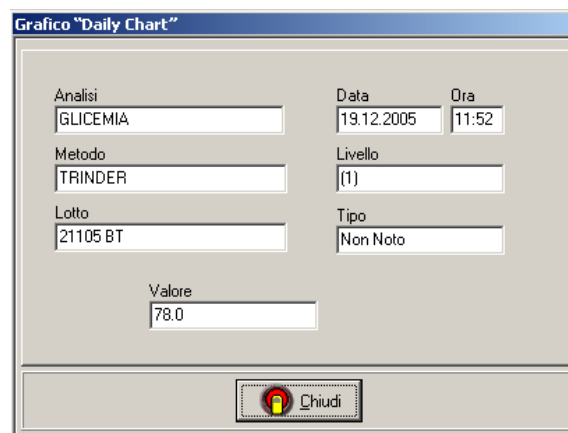 Grafico “Daily Chart”
Analisi
Data
Ora
GLICEMIA
19.12.2005
11:52
Metodo
Livello
TRINDER
(1)
Lotto
Tipo
21105 BT
Non Noto
Valore
78.0
Chiudi